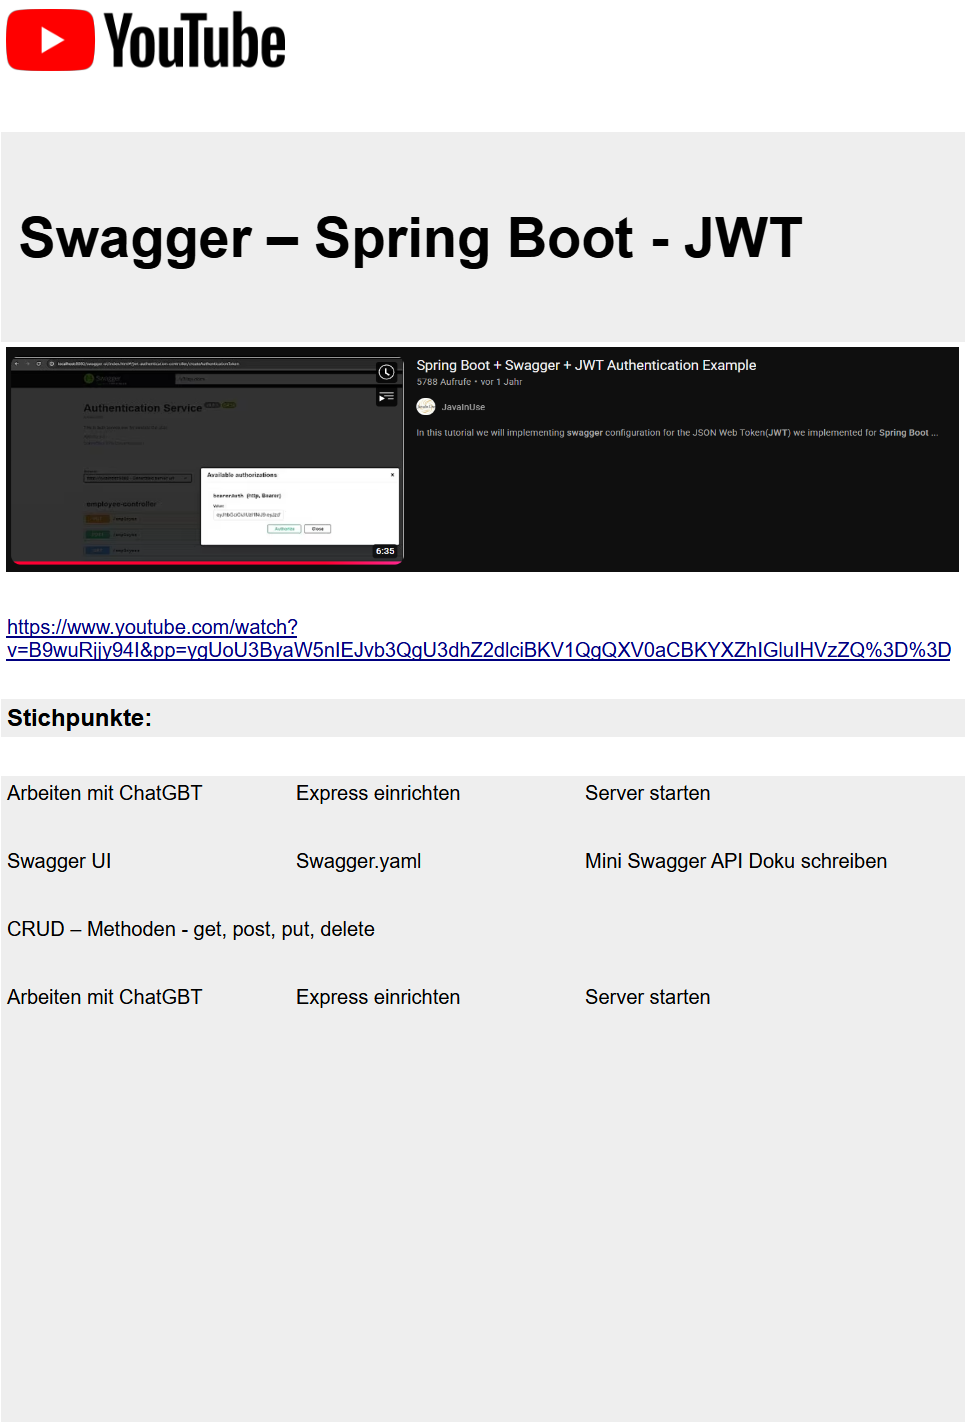 YouTube
Swagger – Spring Boot - JWT
Swagger
Authentication Service
employee-controller
Available authorizations
bearerAuth (http, Bearer)
Value:
Authorize Close
6:35
Spring Boot + Swagger + JWT Authentication Example
5788 Aufrufe • vor 1 Jahr
JavaInUse
In this tutorial we will implementing swagger configuration for the JSON Web Token(JWT) we implemented for Spring Boot ...
https://www.youtube.com/watch?
v=B9wuRjjy94I&pp=ygUoU3ByaW5nIEJvb3QgU3dhZ2dlciBKV1QgQXV0aCBKYXZhIGluIHVzZQ%3D%3D
Stichpunkte:
Arbeiten mit ChatGBT Express einrichten Server starten
Swagger UI Swagger.yaml Mini Swagger API Doku schreiben
CRUD – Methoden - get, post, put, delete
Arbeiten mit ChatGBT Express einrichten Server starten